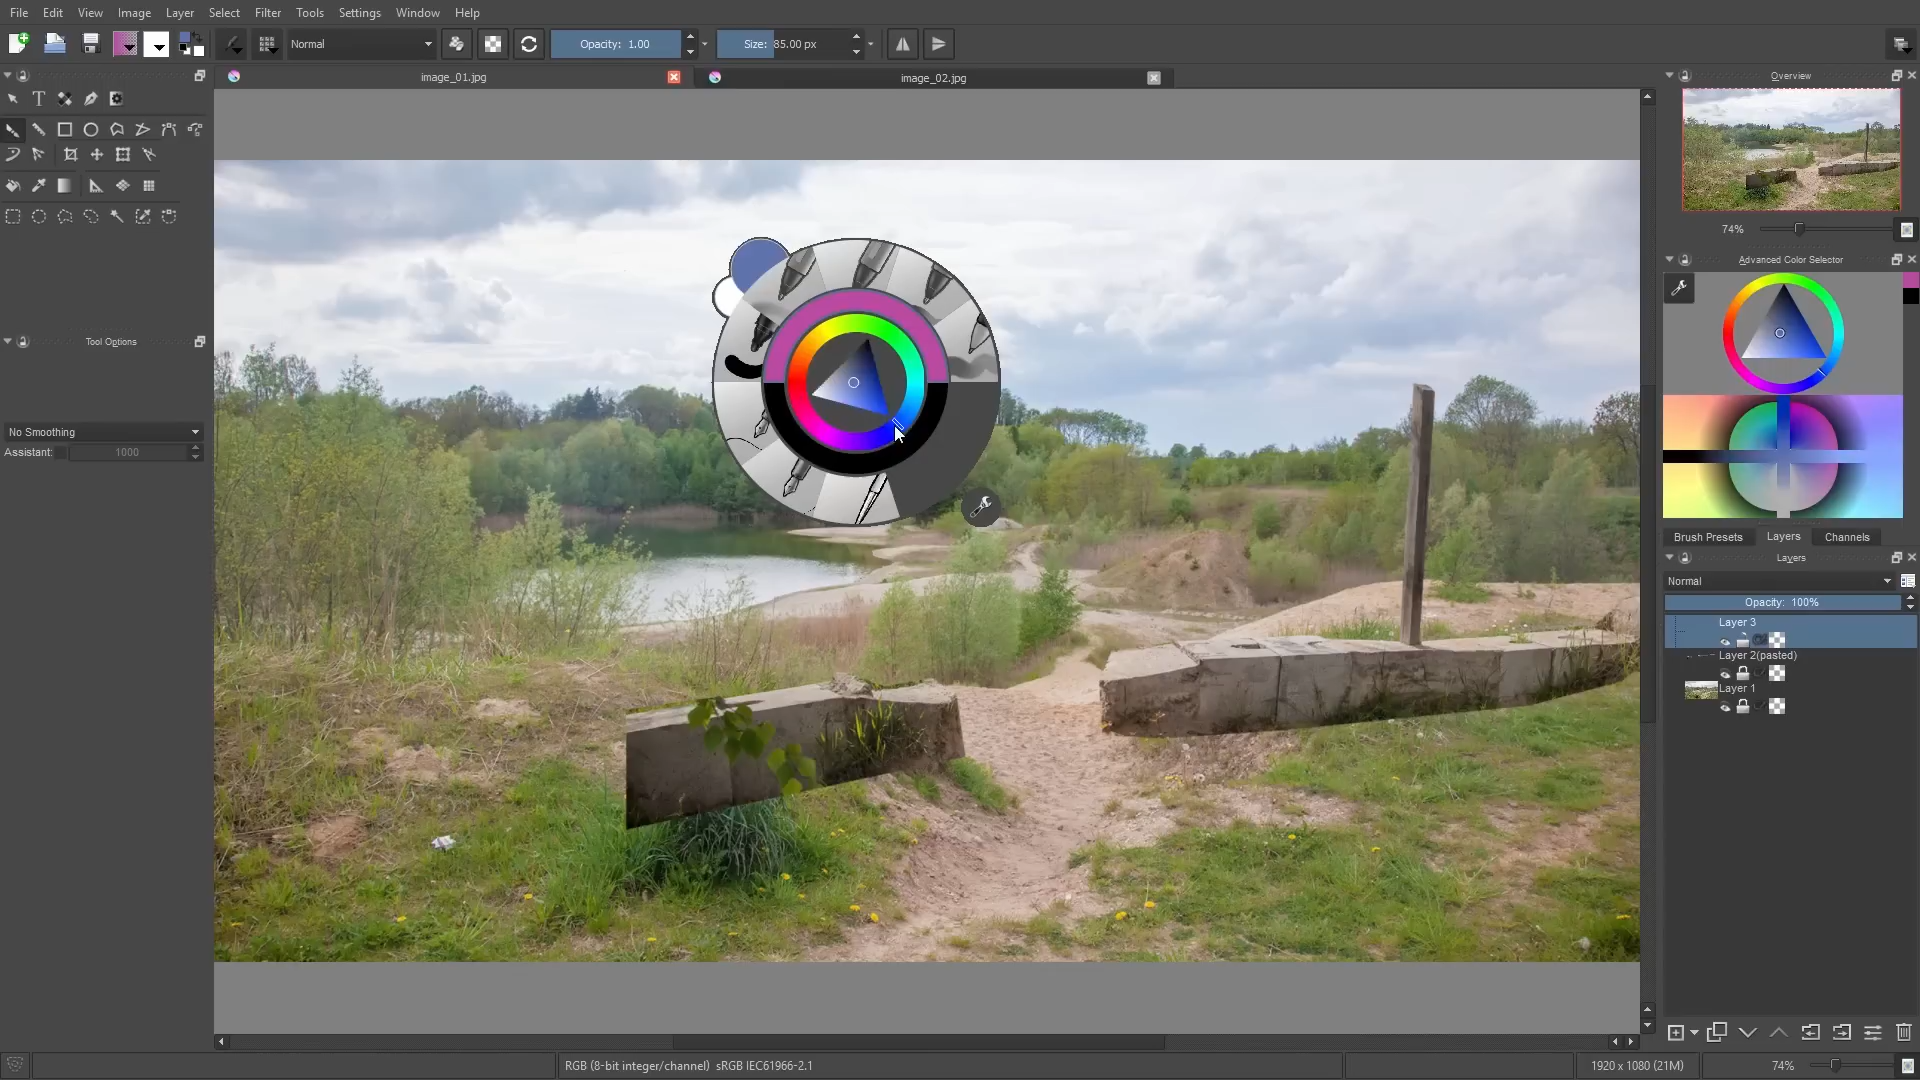 File Edit View Image Layer Select Filter Tools Settings Window Help
Normal
Opacity: 1.00
Size: 85.00 px
image_01.jpg
image_02.jpg
Overview
74%
Advanced Color Selector
Tool Options
No Smoothing
Assistant: 1000
Brush Presets Layers Channels
Layers
Normal
Opacity: 100%
Layer 3
Layer 2(pasted)
Layer 1
RGB (8-bit integer/channel) sRGB IEC61966-2.1
1920 x 1080 (21M)
74%